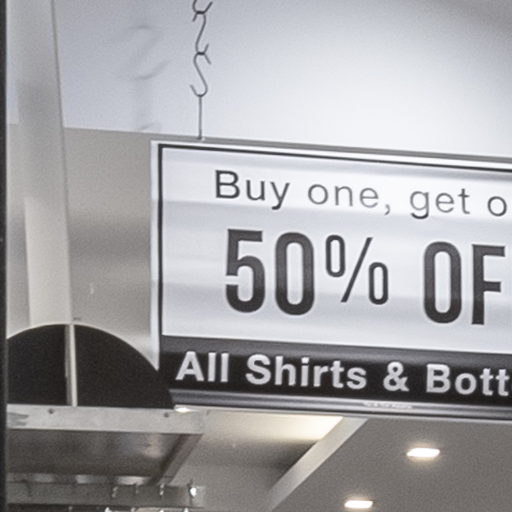 Buy one, get o
50% OF
All Shirts & Bott